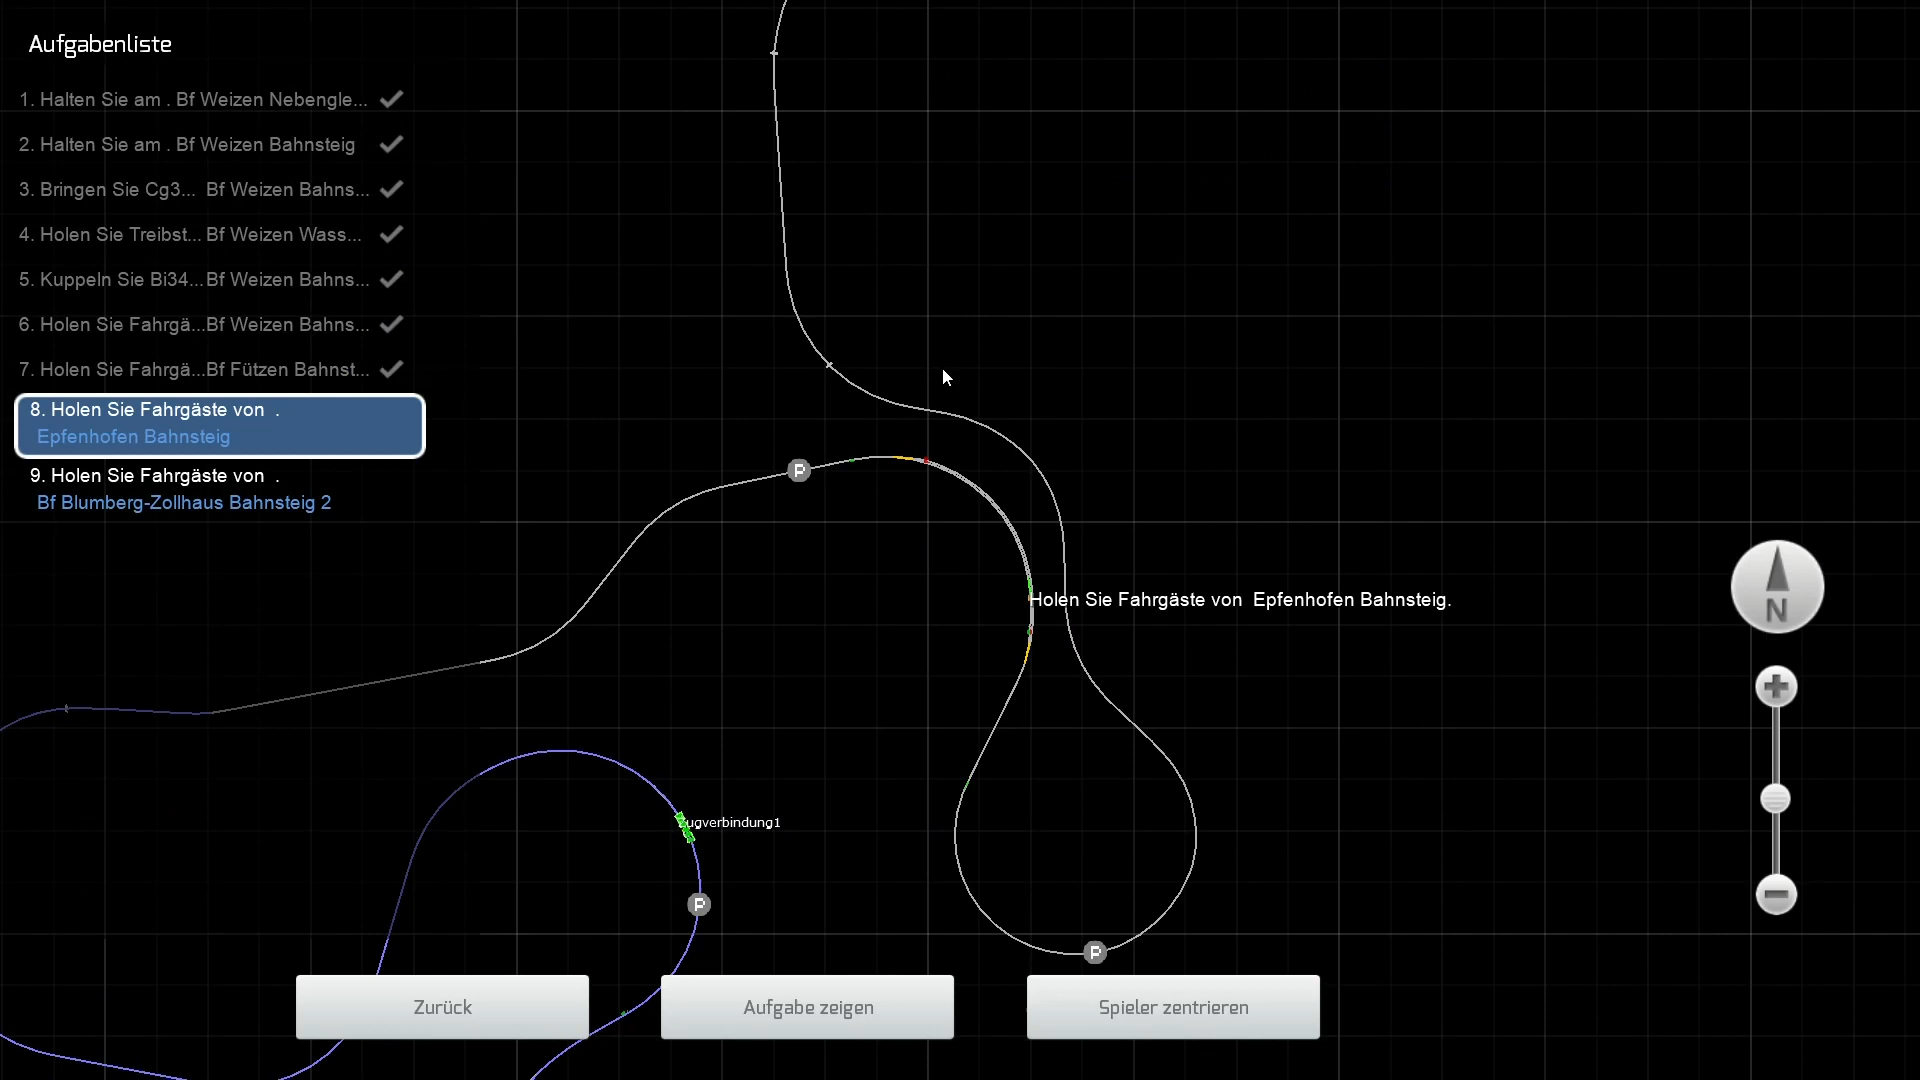 Aufgabenliste
1. Halten Sie am . Bf Weizen Nebengle...
2. Halten Sie am . Bf Weizen Bahnsteig
3. Bringen Sie Cg3... Bf Weizen Bahns...
4. Holen Sie Treibst... Bf Weizen Wass...
5. Kuppeln Sie Bi34...Bf Weizen Bahns...
6. Holen Sie Fahrgä...Bf Weizen Bahns...
7. Holen Sie Fahrgä...Bf Fützen Bahnst...
8. Holen Sie Fahrgäste von .
Epfenhofen Bahnsteig
9. Holen Sie Fahrgäste von .
Bf Blumberg-Zollhaus Bahnsteig 2
P
Holen Sie Fahrgäste von Epfenhofen Bahnsteig.
N
ugverbindung1
P
P
Zurück
Aufgabe zeigen
Spieler zentrieren